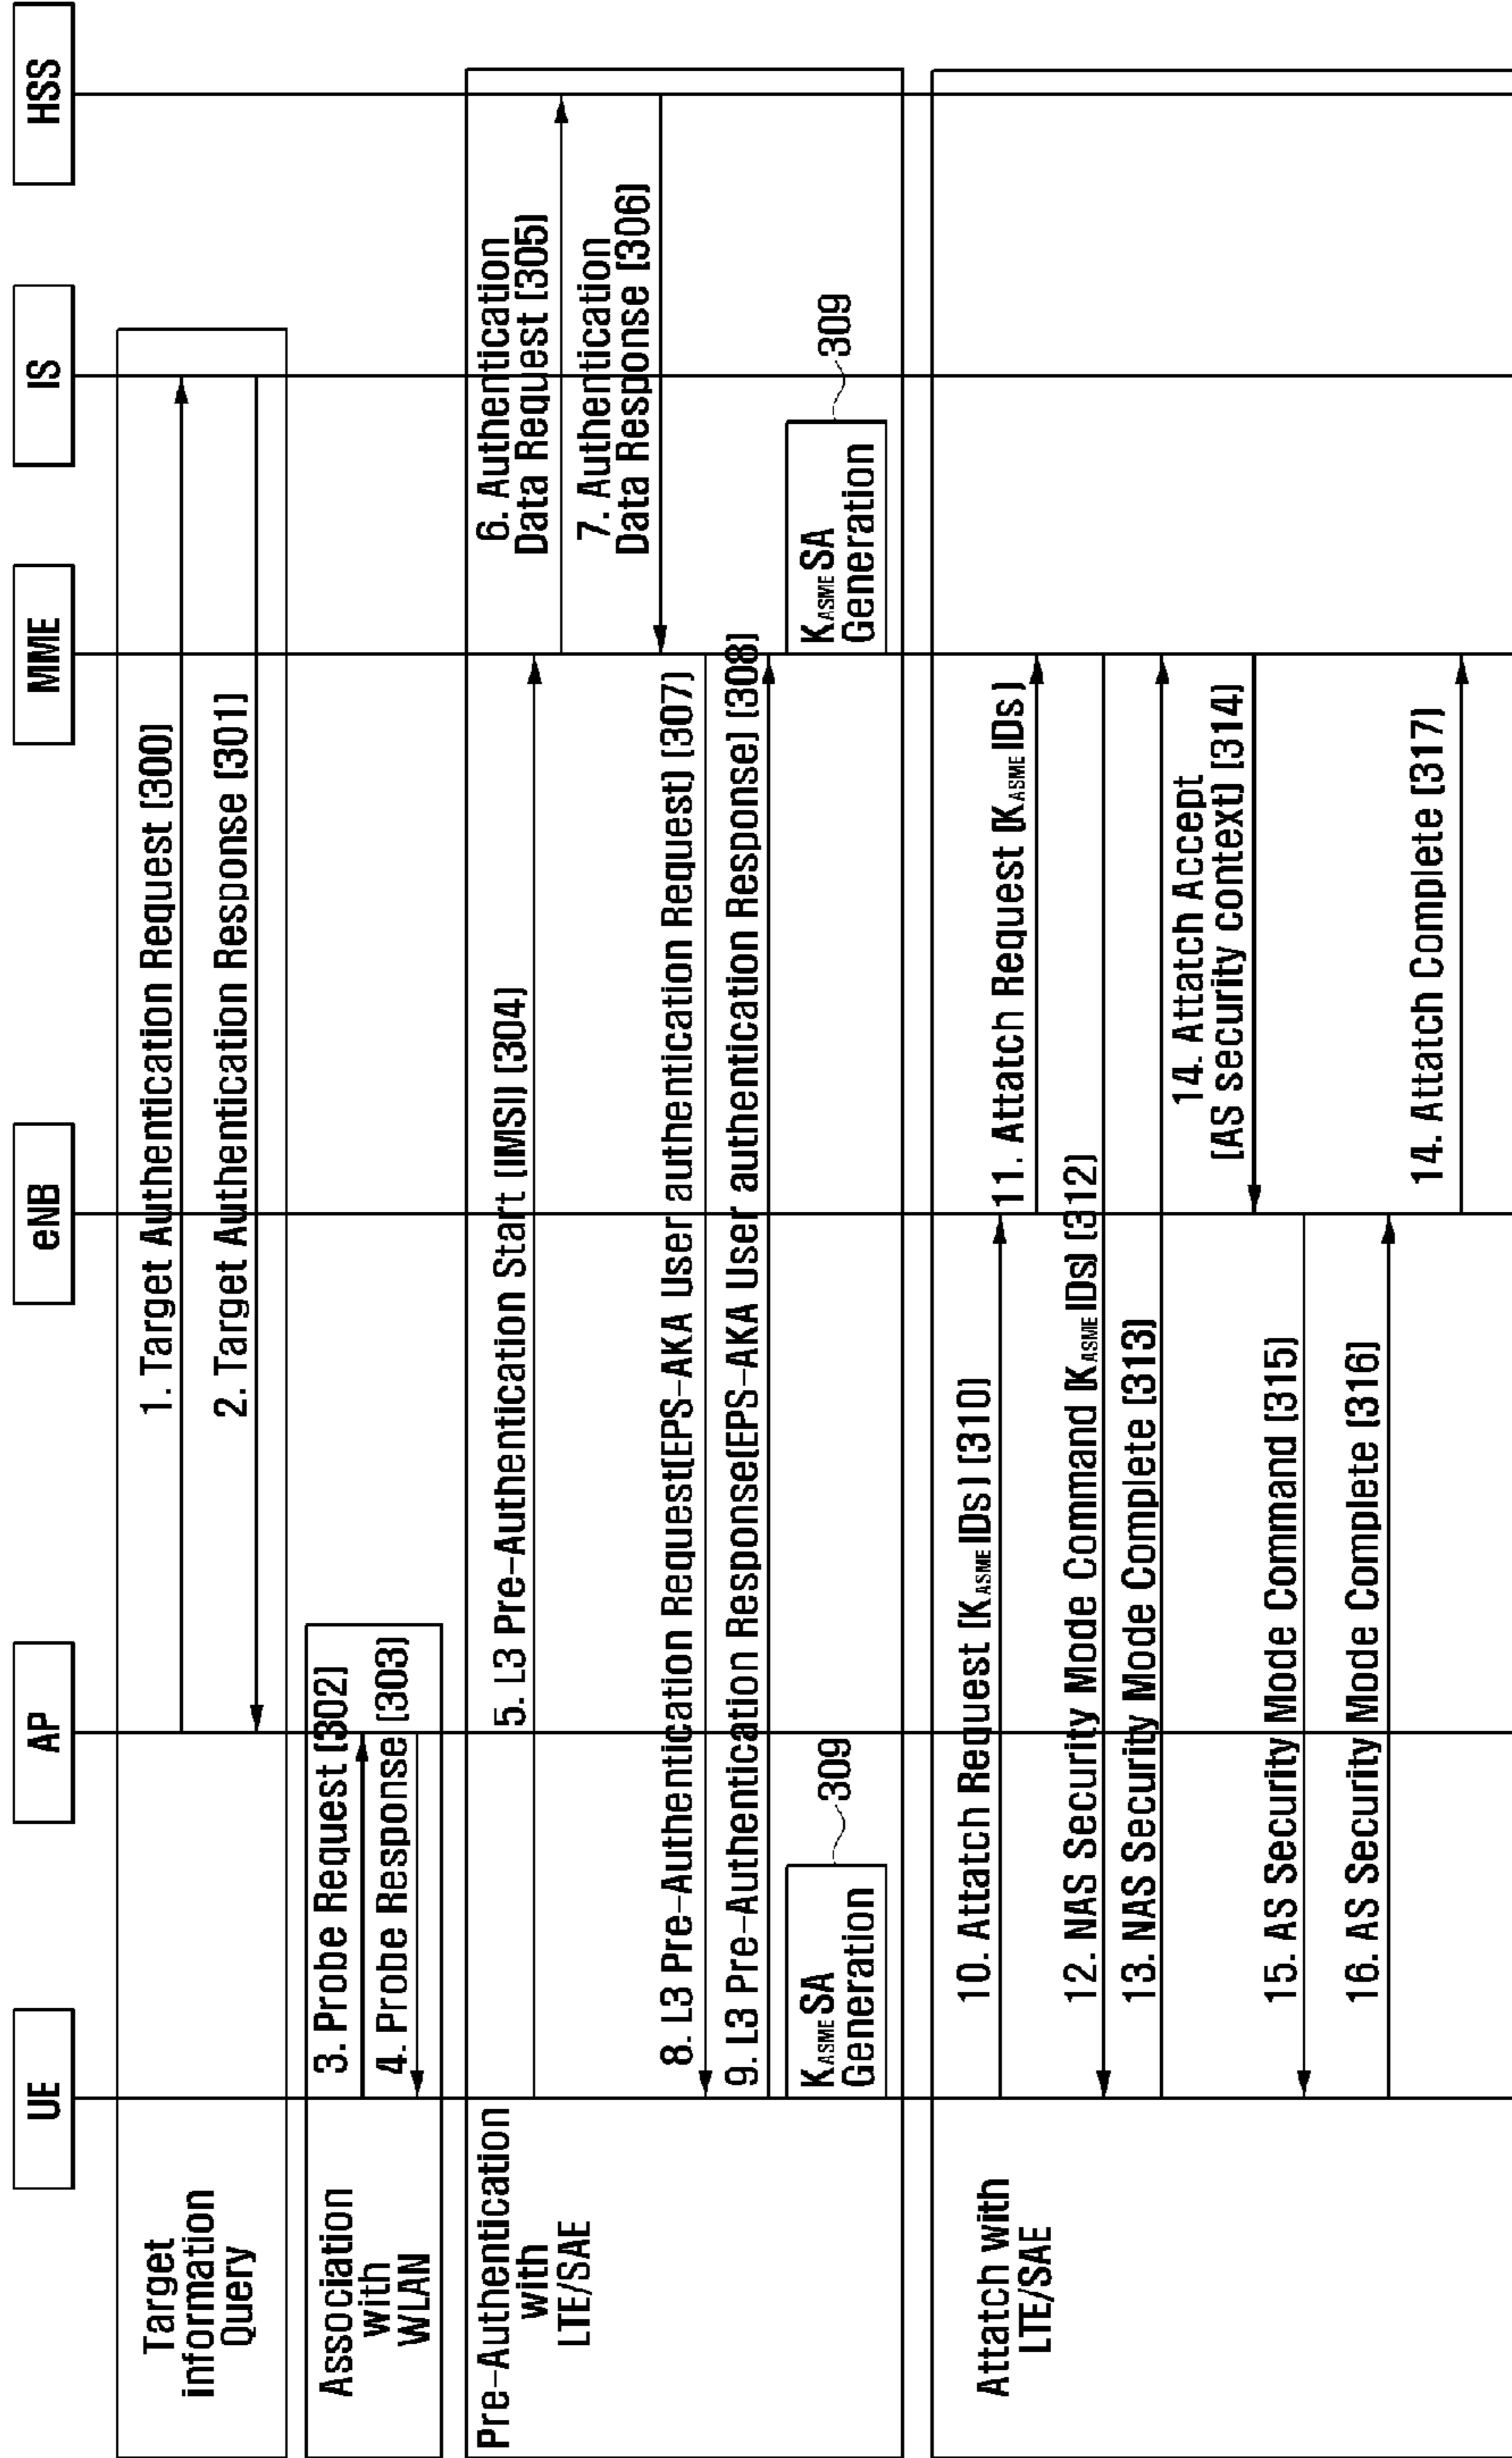 UE
AP
eNB
MME
IS
HSS
Target
information
Query
1. Target Authentication Request [300]
2. Target Authentication Response [301]
Association
with
WLAN
3. Probe Request [302]
4. Probe Response [303]
Pre-Authentication
with
LTE/SAE
5. L3 Pre-Authentication Start [IMSI] [304]
6. Authentication
Data Request [305]
7. Authentication
Data Response [306]
8. L3 Pre-Authentication Request[EPS-AKA User authentication Request] [307]
9. L3 Pre-Authentication Response[EPS-AKA User authentication Response] [308]
KASME SA
Generation
309
KASME SA
Generation
309
Attatch with
LTE/SAE
10. Attatch Request [KASME IDs] [310]
11. Attatch Request [KASME IDs]
12. NAS Security Mode Command [KASME IDs] [312]
13. NAS Security Mode Complete [313]
14. Attatch Accept
[AS security context] [314]
15. AS Security Mode Command [315]
16. AS Security Mode Complete [316]
14. Attatch Complete [317]